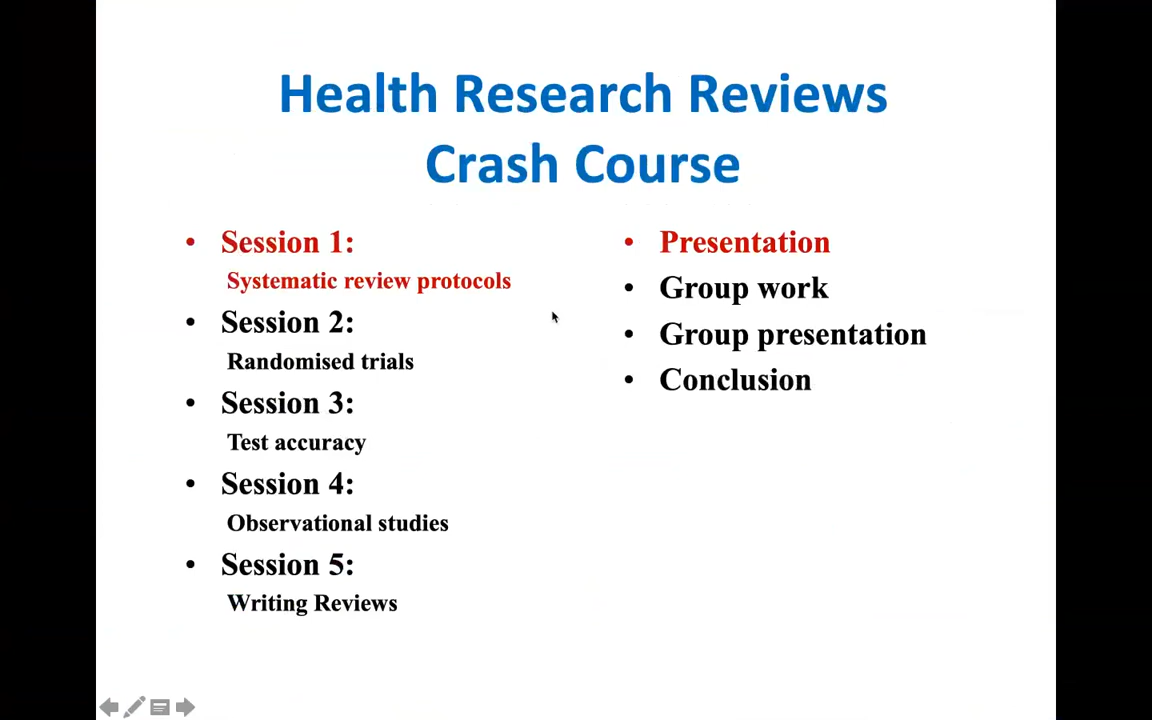 Health Research Reviews
Crash Course
• Session 1:
Systematic review protocols
• Session 2:
Randomised trials
• Session 3:
Test accuracy
• Session 4:
Observational studies
• Session 5:
Writing Reviews
• Presentation
• Group work
• Group presentation
• Conclusion